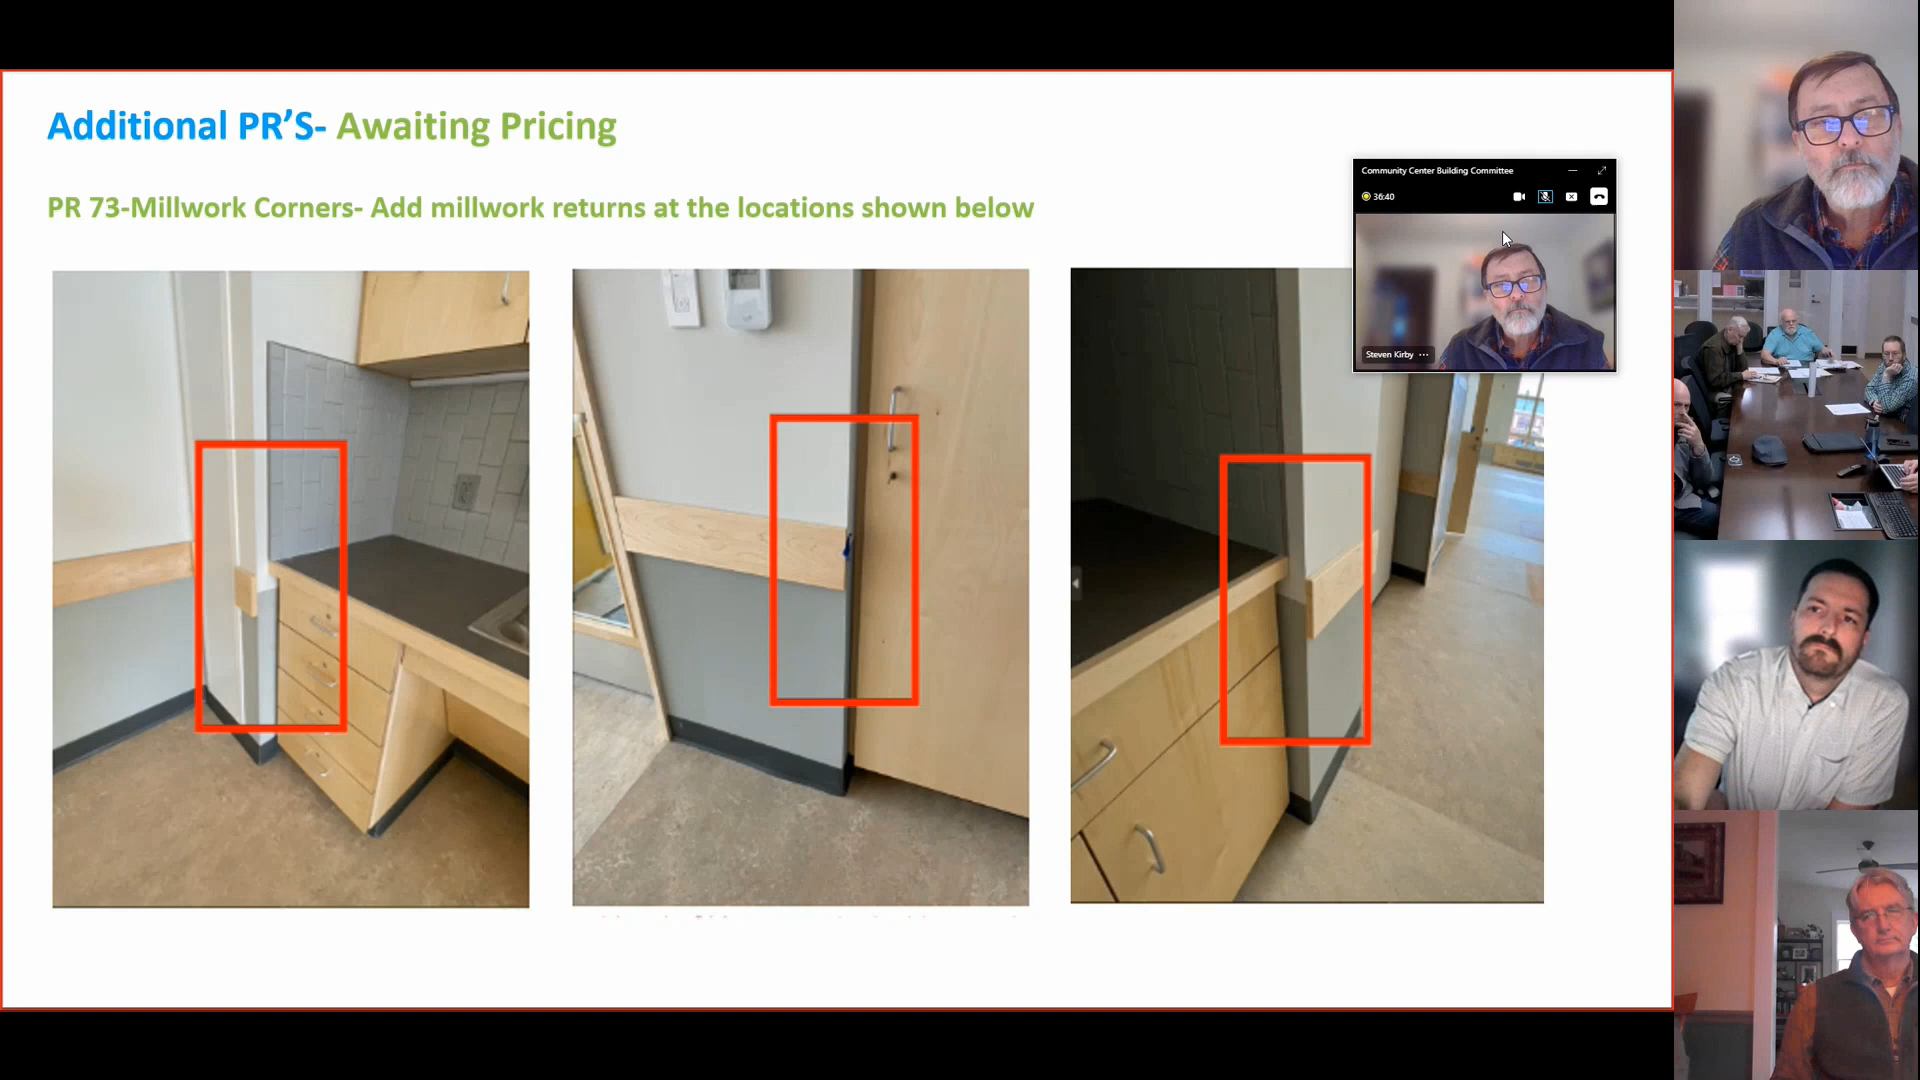 Additional PR’S- Awaiting Pricing
PR 73-Millwork Corners- Add millwork returns at the locations shown below
Community Center Building Committee
36:40
Steven Kirby